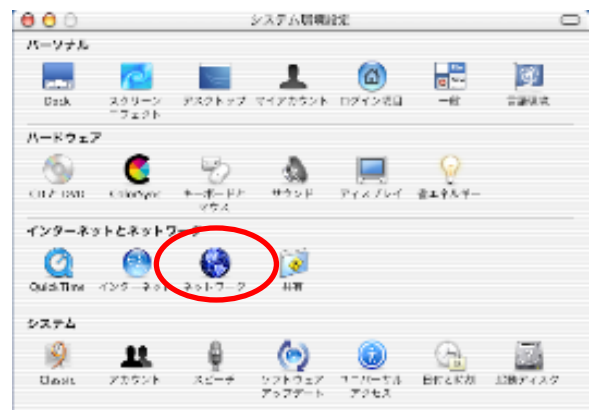 システム環境設定
パーソナル
Dock スクリーン エフェクト デスクトップ マイアカウント ログイン項目 一般 言語環境
ハードウェア
CD と DVD ColorSync キーボードと マウス サウンド ディスプレイ 省エネルギー
インターネットとネットワーク
QuickTime インターネット ネットワーク 共有
システム
Classic アカウント スピーチ ソフトウェア アップデート ユニバーサル アクセス 日付と時刻 起動ディスク